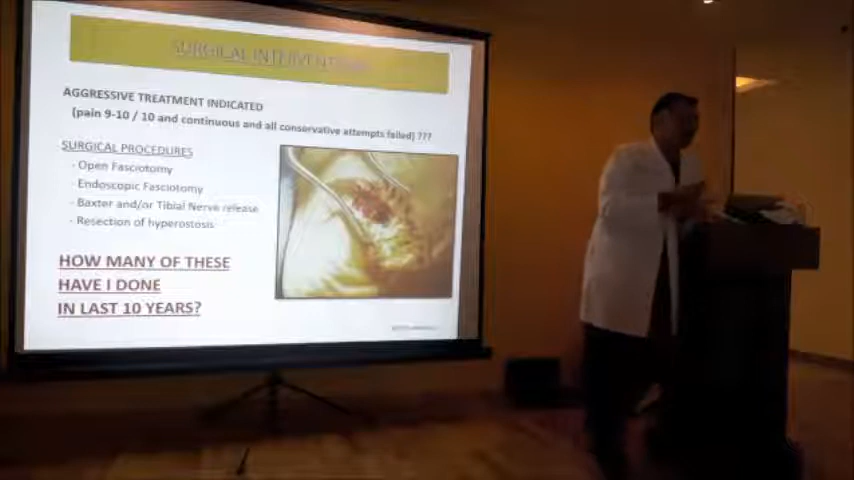 SURGICAL INTERVENTION
AGGRESSIVE TREATMENT INDICATED
(pain 9-10 / 10 and continuous and all conservative attempts failed) ???
SURGICAL PROCEDURES
- Open Fasciotomy
- Endoscopic Fasciotomy
- Baxter and/or Tibial Nerve release
- Resection of hyperostosis
HOW MANY OF THESE
HAVE I DONE
IN LAST 10 YEARS?